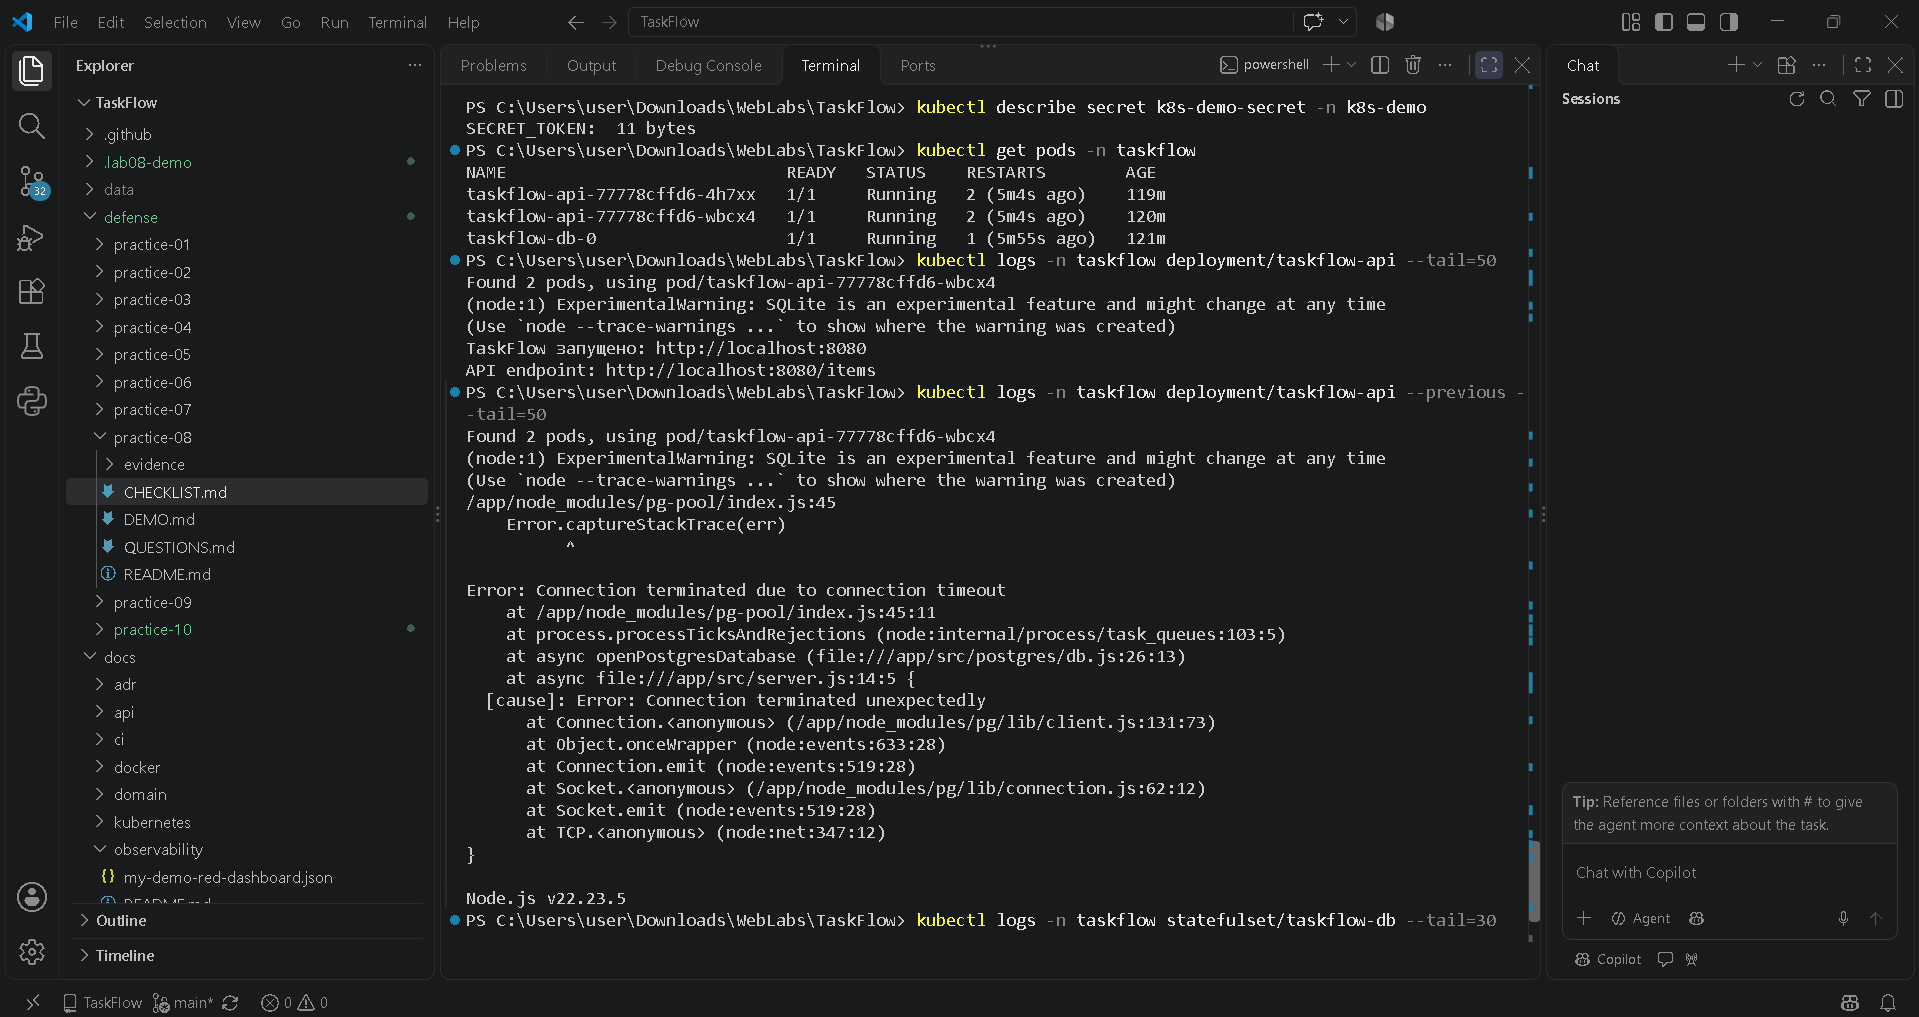 File Edit Selection View Go Run Terminal Help
TaskFlow
Explorer
TaskFlow
.github
.lab08-demo
data
defense
practice-01
practice-02
practice-03
practice-04
practice-05
practice-06
practice-07
practice-08
evidence
CHECKLIST.md
DEMO.md
QUESTIONS.md
README.md
practice-09
practice-10
docs
adr
api
ci
docker
domain
kubernetes
observability
my-demo-red-dashboard.json
README.md
Outline
Timeline
32
Problems Output Debug Console Terminal Ports
powershell
PS C:\Users\user\Downloads\WebLabs\TaskFlow> kubectl describe secret k8s-demo-secret -n k8s-demo
SECRET_TOKEN:  11 bytes
PS C:\Users\user\Downloads\WebLabs\TaskFlow> kubectl get pods -n taskflow
NAME READY STATUS RESTARTS AGE
taskflow-api-77778cffd6-4h7xx 1/1 Running 2 (5m4s ago) 119m
taskflow-api-77778cffd6-wbcx4 1/1 Running 2 (5m4s ago) 120m
taskflow-db-0 1/1 Running 1 (5m55s ago) 121m
PS C:\Users\user\Downloads\WebLabs\TaskFlow> kubectl logs -n taskflow deployment/taskflow-api --tail=50
Found 2 pods, using pod/taskflow-api-77778cffd6-wbcx4
(node:1) ExperimentalWarning: SQLite is an experimental feature and might change at any time
(Use `node --trace-warnings ...` to show where the warning was created)
TaskFlow запущено: http://localhost:8080
API endpoint: http://localhost:8080/items
PS C:\Users\user\Downloads\WebLabs\TaskFlow> kubectl logs -n taskflow deployment/taskflow-api --previous -
-tail=50
Found 2 pods, using pod/taskflow-api-77778cffd6-wbcx4
(node:1) ExperimentalWarning: SQLite is an experimental feature and might change at any time
(Use `node --trace-warnings ...` to show where the warning was created)
/app/node_modules/pg-pool/index.js:45
Error.captureStackTrace(err)
^
Error: Connection terminated due to connection timeout
at /app/node_modules/pg-pool/index.js:45:11
at process.processTicksAndRejections (node:internal/process/task_queues:103:5)
at async openPostgresDatabase (file:///app/src/postgres/db.js:26:13)
at async file:///app/src/server.js:14:5 {
[cause]: Error: Connection terminated unexpectedly
at Connection.<anonymous> (/app/node_modules/pg/lib/client.js:131:73)
at Object.onceWrapper (node:events:633:28)
at Connection.emit (node:events:519:28)
at Socket.<anonymous> (/app/node_modules/pg/lib/connection.js:62:12)
at Socket.emit (node:events:519:28)
at TCP.<anonymous> (node:net:347:12)
}
Node.js v22.23.5
PS C:\Users\user\Downloads\WebLabs\TaskFlow> kubectl logs -n taskflow statefulset/taskflow-db --tail=30
Chat
Sessions
Tip: Reference files or folders with # to give
the agent more context about the task.
Chat with Copilot
Agent
Copilot
TaskFlow main* 0 0